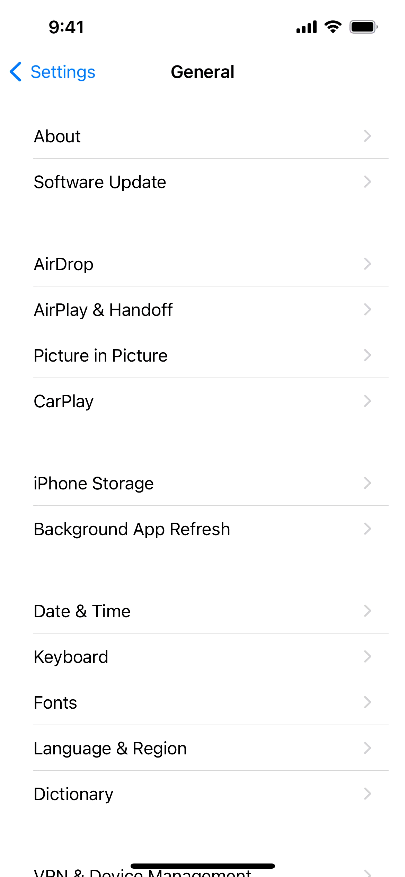 9:41
Settings
General
About
Software Update
AirDrop
AirPlay & Handoff
Picture in Picture
CarPlay
iPhone Storage
Background App Refresh
Date & Time
Keyboard
Fonts
Language & Region
Dictionary
VPN & Device Management